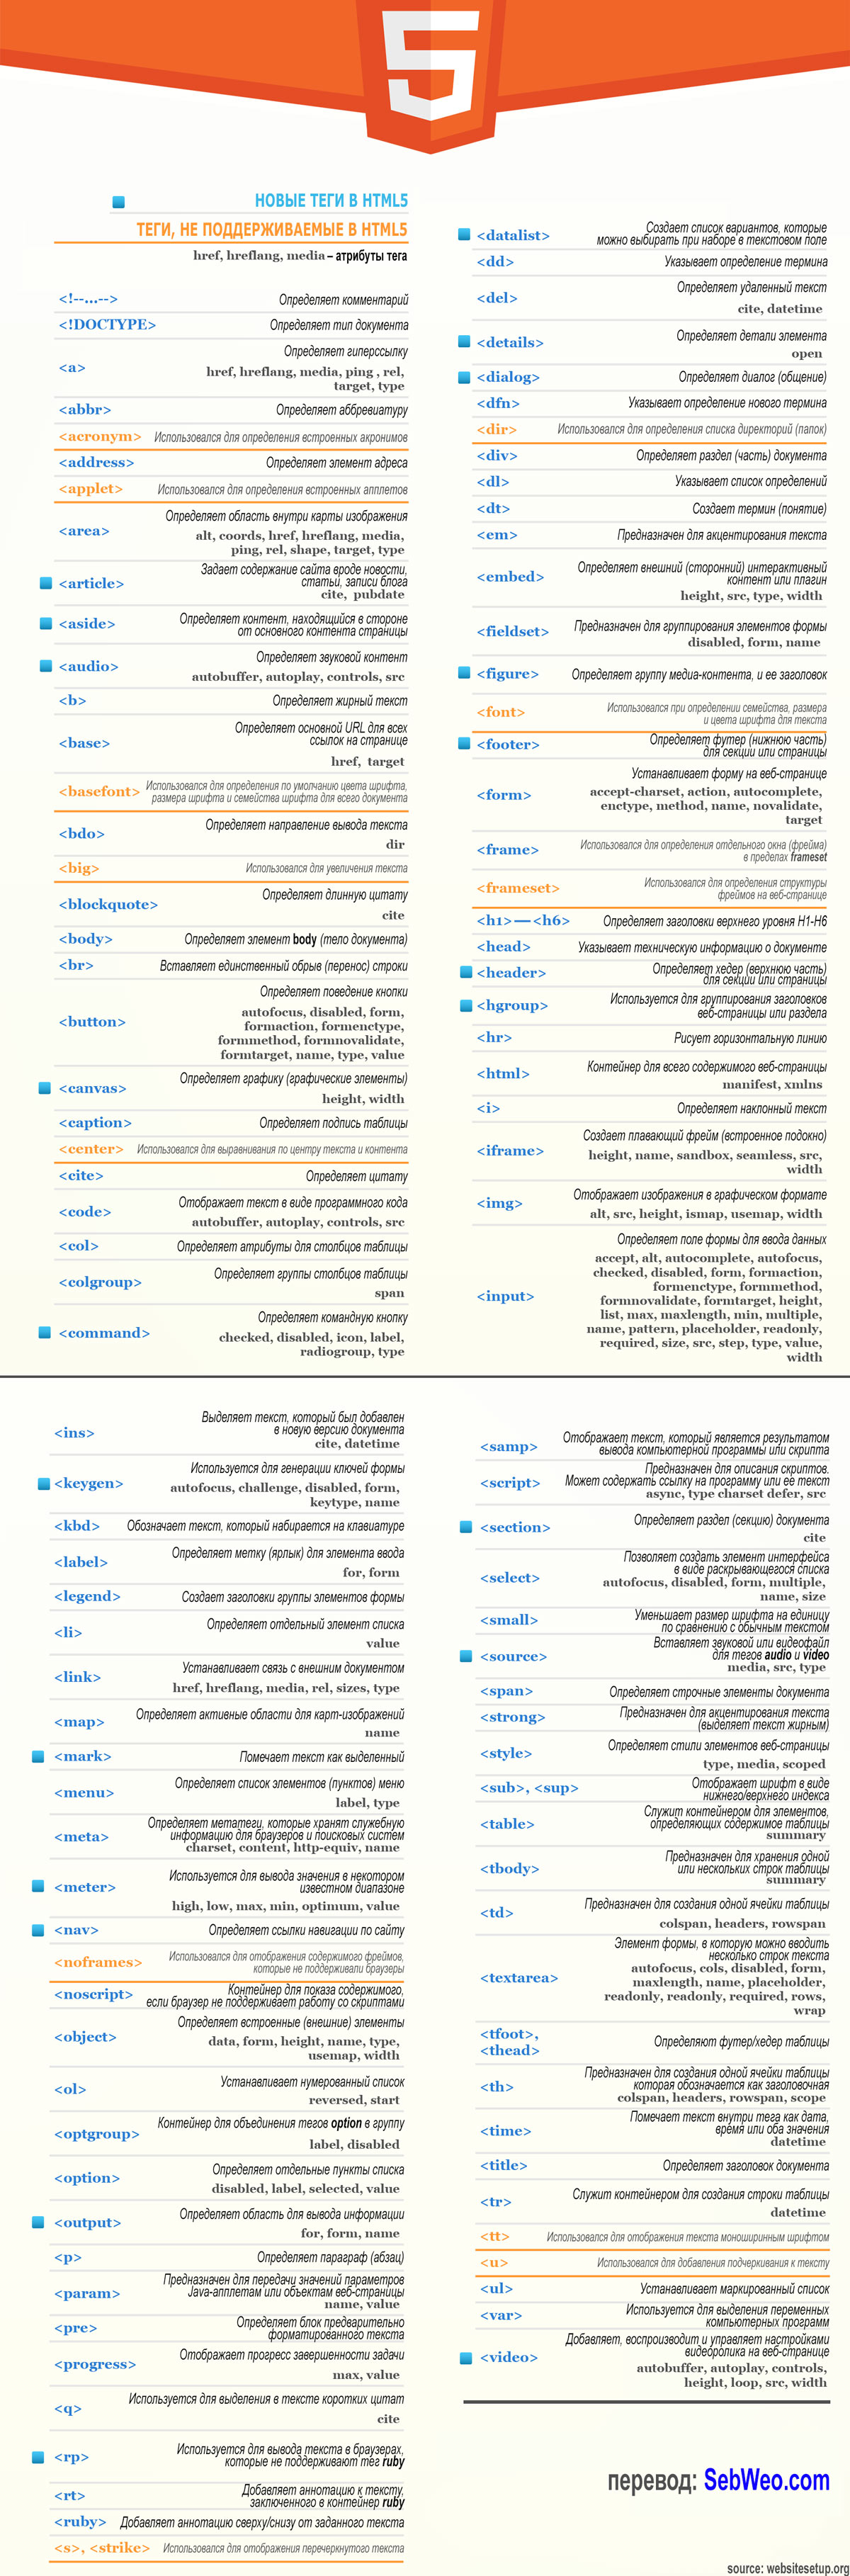 5
НОВЫЕ ТЕГИ В HTML5
ТЕГИ, НЕ ПОДДЕРЖИВАЕМЫЕ В HTML5
href, hreflang, media – атрибуты тега
<!--...--> Определяет комментарий
<!DOCTYPE> Определяет тип документа
<a> Определяет гиперссылку
href, hreflang, media, ping , rel,
target, type
<abbr> Определяет аббревиатуру
<acronym> Использовался для определения встроенных акронимов
<address> Определяет элемент адреса
<applet> Использовался для определения встроенных апплетов
<area> Определяет область внутри карты изображения
alt, coords, href, hreflang, media,
ping, rel, shape, target, type
<article> Задает содержание сайта вроде новости,
статьи, записи блога
cite, pubdate
<aside> Определяет контент, находящийся в стороне
от основного контента страницы
<audio> Определяет звуковой контент
autobuffer, autoplay, controls, src
<b> Определяет жирный текст
<base> Определяет основной URL для всех
ссылок на странице
href, target
<basefont> Использовался для определения по умолчанию цвета шрифта,
размера шрифта и семейства шрифта для всего документа
<bdo> Определяет направление вывода текста
dir
<big> Использовался для увеличения текста
<blockquote> Определяет длинную цитату
cite
<body> Определяет элемент body (тело документа)
<br> Вставляет единственный обрыв (перенос) строки
<button> Определяет поведение кнопки
autofocus, disabled, form,
formaction, formenctype,
formmethod, formnovalidate,
formtarget, name, type, value
<canvas> Определяет графику (графические элементы)
height, width
<caption> Определяет подпись таблицы
<center> Использовался для выравнивания по центру текста и контента
<cite> Определяет цитату
<code> Отображает текст в виде программного кода
autobuffer, autoplay, controls, src
<col> Определяет атрибуты для столбцов таблицы
<colgroup> Определяет группы столбцов таблицы
span
<command> Определяет командную кнопку
checked, disabled, icon, label,
radiogroup, type
<datalist> Создает список вариантов, которые
можно выбирать при наборе в текстовом поле
<dd> Указывает определение термина
<del> Определяет удаленный текст
cite, datetime
<details> Определяет детали элемента
open
<dialog> Определяет диалог (общение)
<dfn> Указывает определение нового термина
<dir> Использовался для определения списка директорий (папок)
<div> Определяет раздел (часть) документа
<dl> Указывает список определений
<dt> Создает термин (понятие)
<em> Предназначен для акцентирования текста
<embed> Определяет внешний (сторонний) интерактивный
контент или плагин
height, src, type, width
<fieldset> Предназначен для группирования элементов формы
disabled, form, name
<figure> Определяет группу медиа-контента, и ее заголовок
<font> Использовался при определении семейства, размера
и цвета шрифта для текста
<footer> Определяет футер (нижнюю часть)
для секции или страницы
<form> Устанавливает форму на веб-странице
accept-charset, action, autocomplete,
enctype, method, name, novalidate,
target
<frame> Использовался для определения отдельного окна (фрейма)
в пределах frameset
<frameset> Использовался для определения структуры
фреймов на веб-странице
<h1>—<h6> Определяет заголовки верхнего уровня H1-H6
<head> Указывает техническую информацию о документе
<header> Определяет хедер (верхнюю часть)
для секции или страницы
<hgroup> Используется для группирования заголовков
веб-страницы или раздела
<hr> Рисует горизонтальную линию
<html> Контейнер для всего содержимого веб-страницы
manifest, xmlns
<i> Определяет наклонный текст
<iframe> Создает плавающий фрейм (встроенное подокно)
height, name, sandbox, seamless, src,
width
<img> Отображает изображения в графическом формате
alt, src, height, ismap, usemap, width
<input> Определяет поле формы для ввода данных
accept, alt, autocomplete, autofocus,
checked, disabled, form, formaction,
formenctype, formmethod,
formnovalidate, formtarget, height,
list, max, maxlength, min, multiple,
name, pattern, placeholder, readonly,
required, size, src, step, type, value,
width
<ins> Выделяет текст, который был добавлен
в новую версию документа
cite, datetime
<keygen> Используется для генерации ключей формы
autofocus, challenge, disabled, form,
keytype, name
<kbd> Обозначает текст, который набирается на клавиатуре
<label> Определяет метку (ярлык) для элемента ввода
for, form
<legend> Создает заголовки группы элементов формы
<li> Определяет отдельный элемент списка
value
<link> Устанавливает связь с внешним документом
href, hreflang, media, rel, sizes, type
<map> Определяет активные области для карт-изображений
name
<mark> Помечает текст как выделенный
<menu> Определяет список элементов (пунктов) меню
label, type
<meta> Определяет метатеги, которые хранят служебную
информацию для браузеров и поисковых систем
charset, content, http-equiv, name
<meter> Используется для вывода значения в некотором
известном диапазоне
high, low, max, min, optimum, value
<nav> Определяет ссылки навигации по сайту
<noframes> Использовался для отображения содержимого фреймов,
которые не поддерживали браузеры
<noscript> Контейнер для показа содержимого,
если браузер не поддерживает работу со скриптами
<object> Определяет встроенные (внешние) элементы
data, form, height, name, type,
usemap, width
<ol> Устанавливает нумерованный список
reversed, start
<optgroup> Контейнер для объединения тегов option в группу
label, disabled
<option> Определяет отдельные пункты списка
disabled, label, selected, value
<output> Определяет область для вывода информации
for, form, name
<p> Определяет параграф (абзац)
<param> Предназначен для передачи значений параметров
Java-апплетам или объектам веб-страницы
name, value
<pre> Определяет блок предварительно
форматированного текста
<progress> Отображает прогресс завершенности задачи
max, value
<q> Используется для выделения в тексте коротких цитат
cite
<rp> Используется для вывода текста в браузерах,
которые не поддерживают тег ruby
<rt> Добавляет аннотацию к тексту,
заключенного в контейнер ruby
<ruby> Добавляет аннотацию сверху/снизу от заданного текста
<s>, <strike> Использовался для отображения перечеркнутого текста
<samp> Отображает текст, который является результатом
вывода компьютерной программы или скрипта
<script> Предназначен для описания скриптов.
Может содержать ссылку на программу или ее текст
async, type charset defer, src
<section> Определяет раздел (секцию) документа
cite
<select> Позволяет создать элемент интерфейса
в виде раскрывающегося списка
autofocus, disabled, form, multiple,
name, size
<small> Уменьшает размер шрифта на единицу
по сравнению с обычным текстом
<source> Вставляет звуковой или видеофайл
для тегов audio и video
media, src, type
<span> Определяет строчные элементы документа
<strong> Предназначен для акцентирования текста
(выделяет текст жирным)
<style> Определяет стили элементов веб-страницы
type, media, scoped
<sub>, <sup> Отображает шрифт в виде
нижнего/верхнего индекса
<table> Служит контейнером для элементов,
определяющих содержимое таблицы
summary
<tbody> Предназначен для хранения одной
или нескольких строк таблицы
summary
<td> Предназначен для создания одной ячейки таблицы
colspan, headers, rowspan
<textarea> Элемент формы, в которую можно вводить
несколько строк текста
autofocus, cols, disabled, form,
maxlength, name, placeholder,
readonly, readonly, required, rows,
wrap
<tfoot>,
<thead> Определяют футер/хедер таблицы
<th> Предназначен для создания одной ячейки таблицы
которая обозначается как заголовочная
colspan, headers, rowspan, scope
<time> Помечает текст внутри тега как дата,
время или оба значения
datetime
<title> Определяет заголовок документа
<tr> Служит контейнером для создания строки таблицы
datetime
<tt> Использовался для отображения текста моноширинным шрифтом
<u> Использовался для добавления подчеркивания к тексту
<ul> Устанавливает маркированный список
<var> Используется для выделения переменных
компьютерных программ
<video> Добавляет, воспроизводит и управляет настройками
видеоролика на веб-странице
autobuffer, autoplay, controls,
height, loop, src, width
перевод: SebWeo.com
source: websitesetup.org